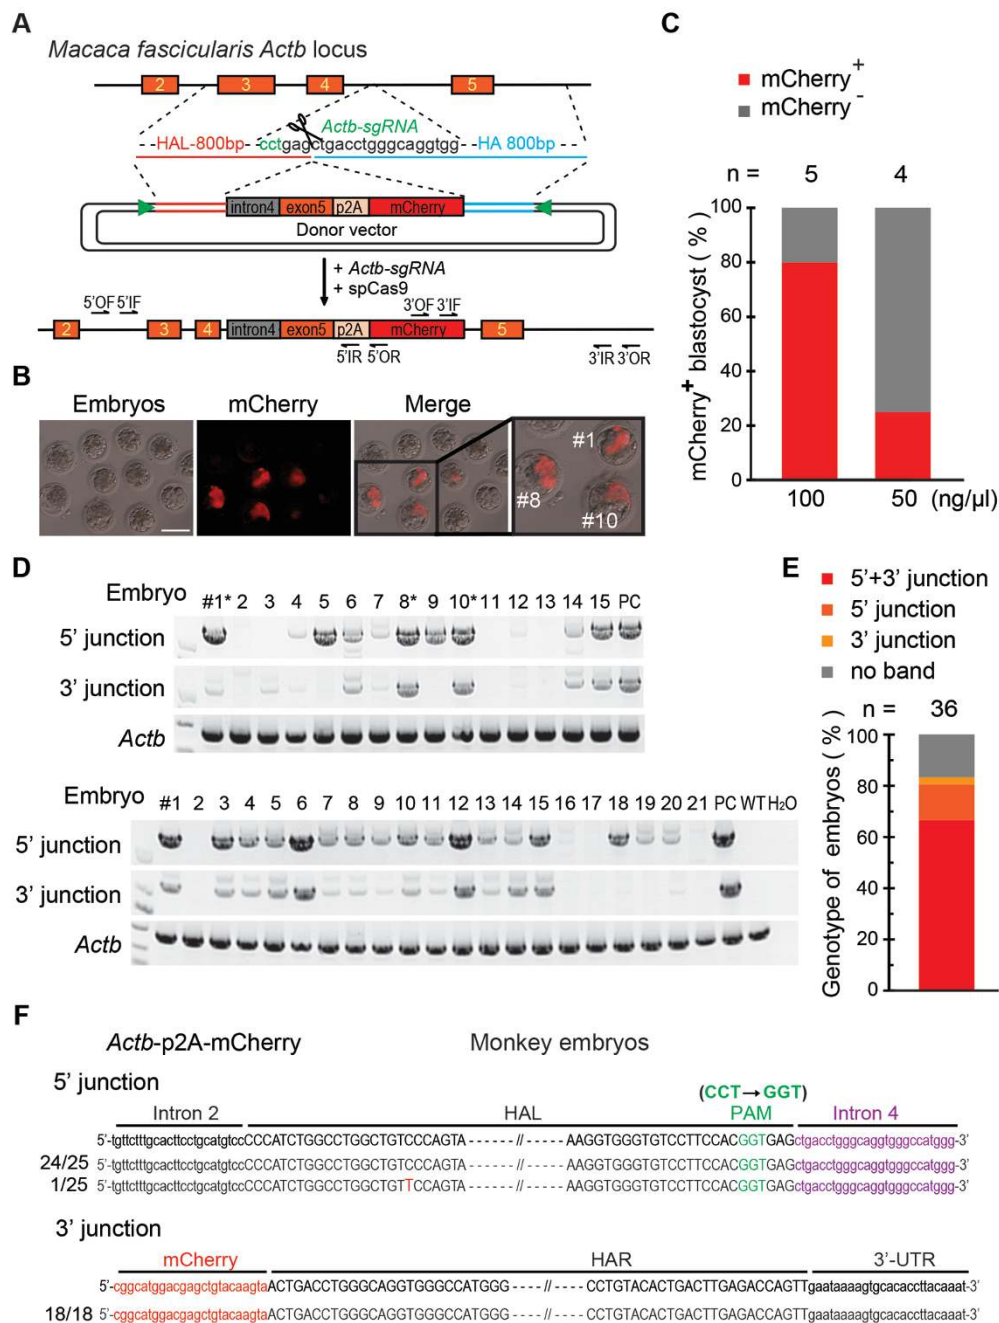 A
Macaca fascicularis Actb locus
2 3 4 5
Actb-sgRNA
HAL-800bp cctgagctgacctgggcaggtgg HA 800bp
intron4 exon5 p2A mCherry
Donor vector
+ Actb-sgRNA
+ spCas9
5'OF 5'IF 3'OF 3'IF
2 3 4 intron4 exon5 p2A mCherry 5
5'IR 5'OR 3'IR 3'OR
B
Embryos mCherry Merge
#1
#8
#10
C
mCherry+
mCherry-
n = 5 4
mCherry+ blastocyst ( % )
100
80
60
40
20
0
100 50 (ng/µl)
D
Embryo #1* 2 3 4 5 6 7 8* 9 10* 11 12 13 14 15 PC
5' junction
3' junction
Actb
Embryo #1 2 3 4 5 6 7 8 9 10 11 12 13 14 15 16 17 18 19 20 21 PC WT H2O
5' junction
3' junction
Actb
E
5'+3' junction
5' junction
3' junction
no band
n = 36
Genotype of embryos ( % )
100
80
60
40
20
0
F
Actb-p2A-mCherry Monkey embryos
5' junction
(CCT→GGT)
Intron 2 HAL PAM Intron 4
5'-tgttctttgcacttcctgcatgtccCCCATCTGGCCTGGCTGTCCCAGTA ------ // ----- AAGGTGGGTGTCCTTCCACGGTGAGctgacctgggcaggtgggccatggg-3'
24/25 5'-tgttctttgcacttcctgcatgtccCCCATCTGGCCTGGCTGTCCCAGTA ------ // ----- AAGGTGGGTGTCCTTCCACGGTGAGctgacctgggcaggtgggccatggg-3'
1/25 5'-tgttctttgcacttcctgcatgtccCCCATCTGGCCTGGCTGTTCCAGTA ------ // ----- AAGGTGGGTGTCCTTCCACGGTGAGctgacctgggcaggtgggccatggg-3'
3' junction
mCherry HAR 3'-UTR
5'-cggcatggacgagctgtacaagtaACTGACCTGGGCAGGTGGGCCATGGG ------ // ----- CCTGTACACTGACTTGAGACCAGTTgaataaaagtgcacaccttacaaat-3'
18/18 5'-cggcatggacgagctgtacaagtaACTGACCTGGGCAGGTGGGCCATGGG ------ // ----- CCTGTACACTGACTTGAGACCAGTTgaataaaagtgcacaccttacaaat-3'